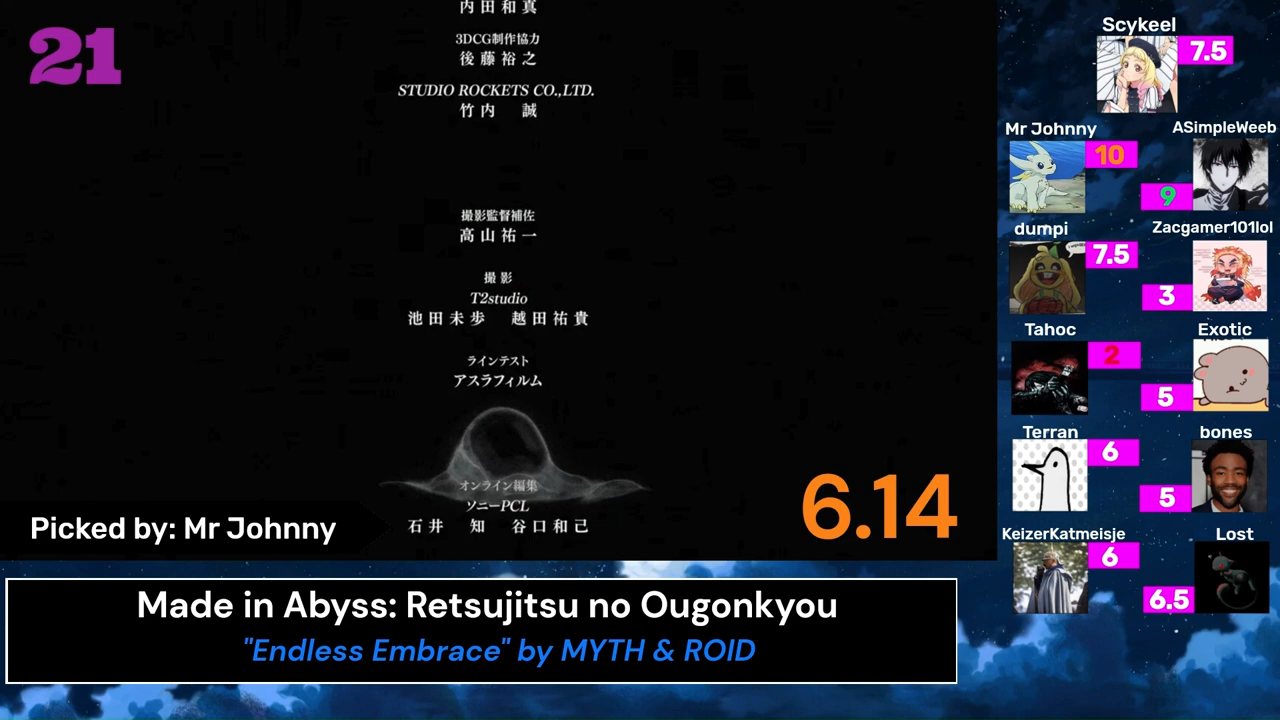 21
内田和真
3DCG制作協力
後藤裕之
STUDIO ROCKETS CO.,LTD.
竹内 誠
撮影監督補佐
高山祐一
撮影
T2studio
池田未歩 越田祐貴
ラインテスト
アスラフィルム
オンライン編集
ソニーPCL
石井 知 谷口和己
Picked by: Mr Johnny
6.14
Made in Abyss: Retsujitsu no Ougonkyou
"Endless Embrace" by MYTH & ROID
Scykeel
7.5
Mr Johnny
10
ASimpleWeeb
9
dumpi
7.5
Zacgamer101lol
3
Tahoc
2
Exotic
5
Terran
6
bones
5
KeizerKatmeisje
6
Lost
6.5